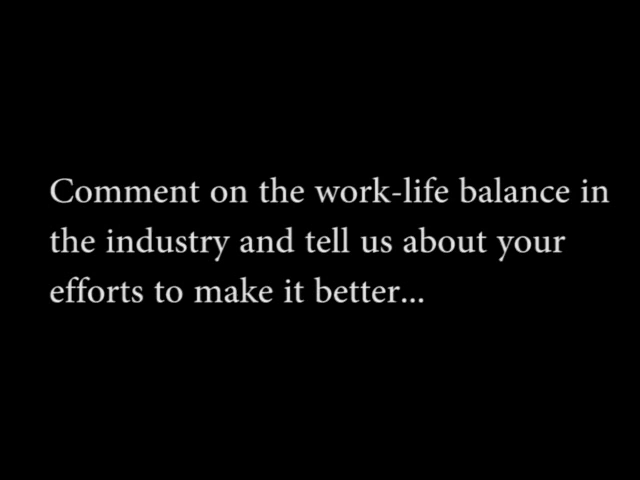 Comment on the work-life balance in
the industry and tell us about your
efforts to make it better...